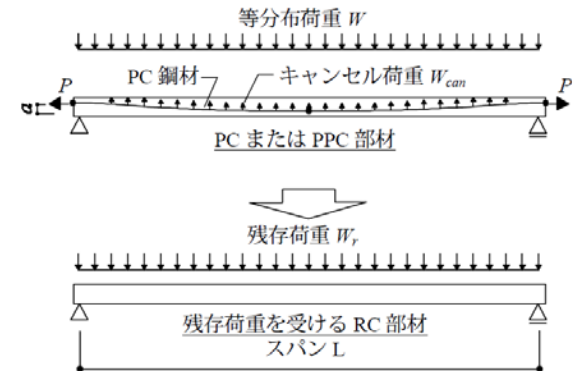 等分布荷重 W
P PC 鋼材 キャンセル荷重 Wcan P
a
PC または PPC 部材
残存荷重 Wr
残存荷重を受ける RC 部材
スパン L